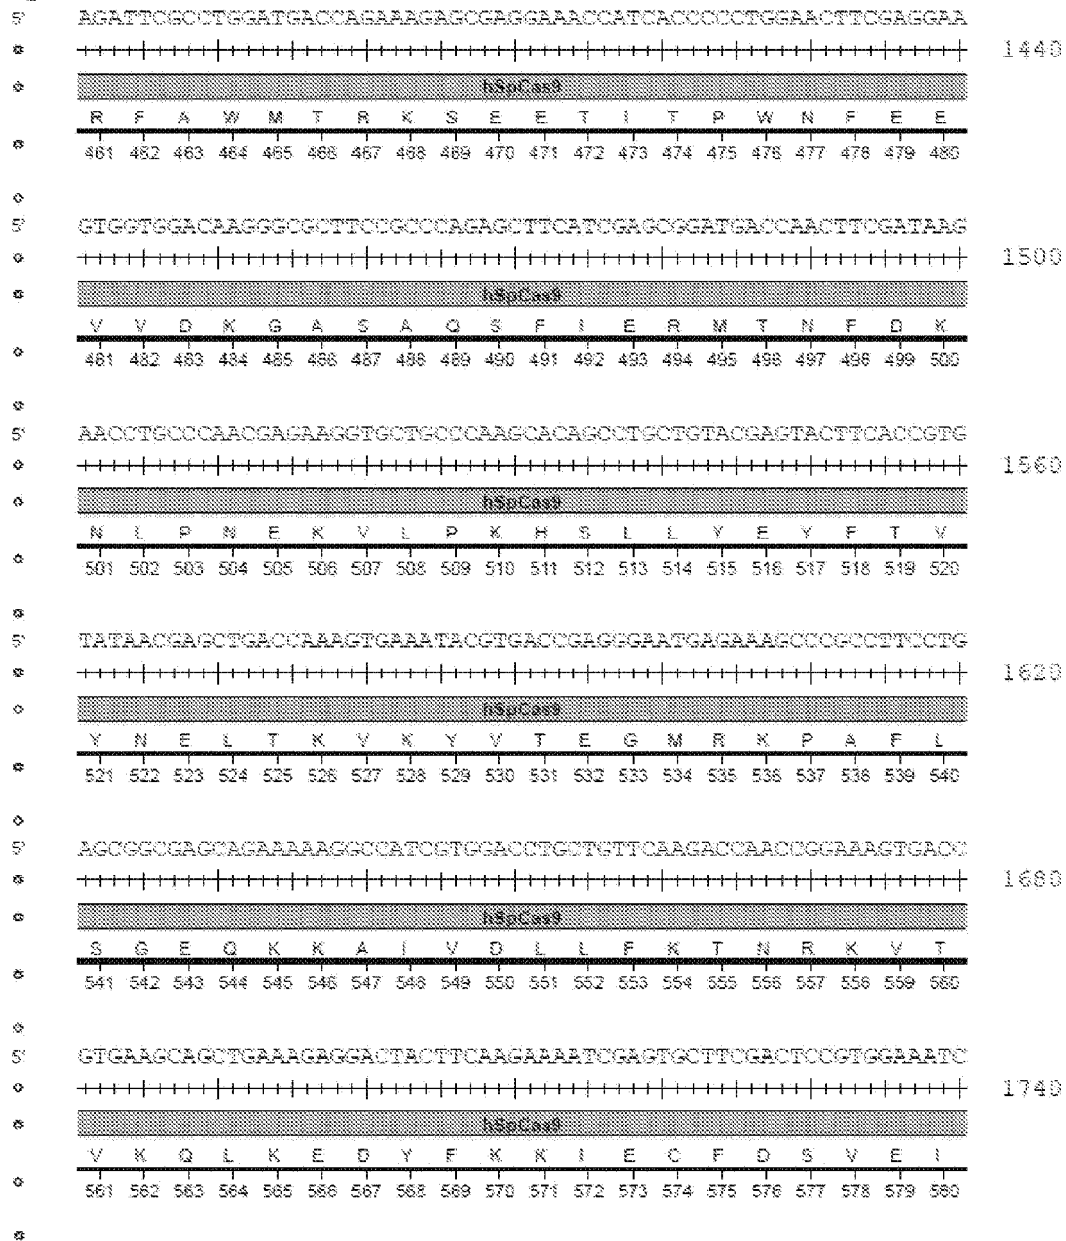 5' AGATTCGCCTGGATGACCAGAAAGAGCGAGGAAACCATCACCCCCTGGAACTTCGAGGAA
1440
hSpCas9
R F A W M T R K S E E T I T P W N F E E
461 462 463 464 465 466 467 468 469 470 471 472 473 474 475 476 477 478 479 480
5' GTGGTGGACAAGGGCGCTTCCGCCCAGAGCTTCATCGAGCGGATGACCAACTTCGATAAG
1500
hSpCas9
V V D K G A S A Q S F I E R M T N F D K
481 482 483 484 485 486 487 488 489 490 491 492 493 494 495 496 497 498 499 500
5' AACCTGCCCAACGAGAAGGTGCTGCCCAAGCACAGCCTGCTGTACGAGTACTTCACCGTG
1560
hSpCas9
N L P N E K V L P K H S L L Y E Y F T V
501 502 503 504 505 506 507 508 509 510 511 512 513 514 515 516 517 518 519 520
5' TATAACGAGCTGACCAAAGTGAAATACGTGACCGAGGGAATGAGAAAGCCCGCCTTCCTG
1620
hSpCas9
Y N E L T K V K Y V T E G M R K P A F L
521 522 523 524 525 526 527 528 529 530 531 532 533 534 535 536 537 538 539 540
5' AGCGGCGAGCAGAAAAAGGCCATCGTGGACCTGCTGTTCAAGACCAACCGGAAAGTGACC
1680
hSpCas9
S G E Q K K A I V D L L F K T N R K V T
541 542 543 544 545 546 547 548 549 550 551 552 553 554 555 556 557 558 559 560
5' GTGAAGCAGCTGAAAGAGGACTACTTCAAGAAAATCGAGTGCTTCGACTCCGTGGAAATC
1740
hSpCas9
V K Q L K E D Y F K K I E C F D S V E I
561 562 563 564 565 566 567 568 569 570 571 572 573 574 575 576 577 578 579 580